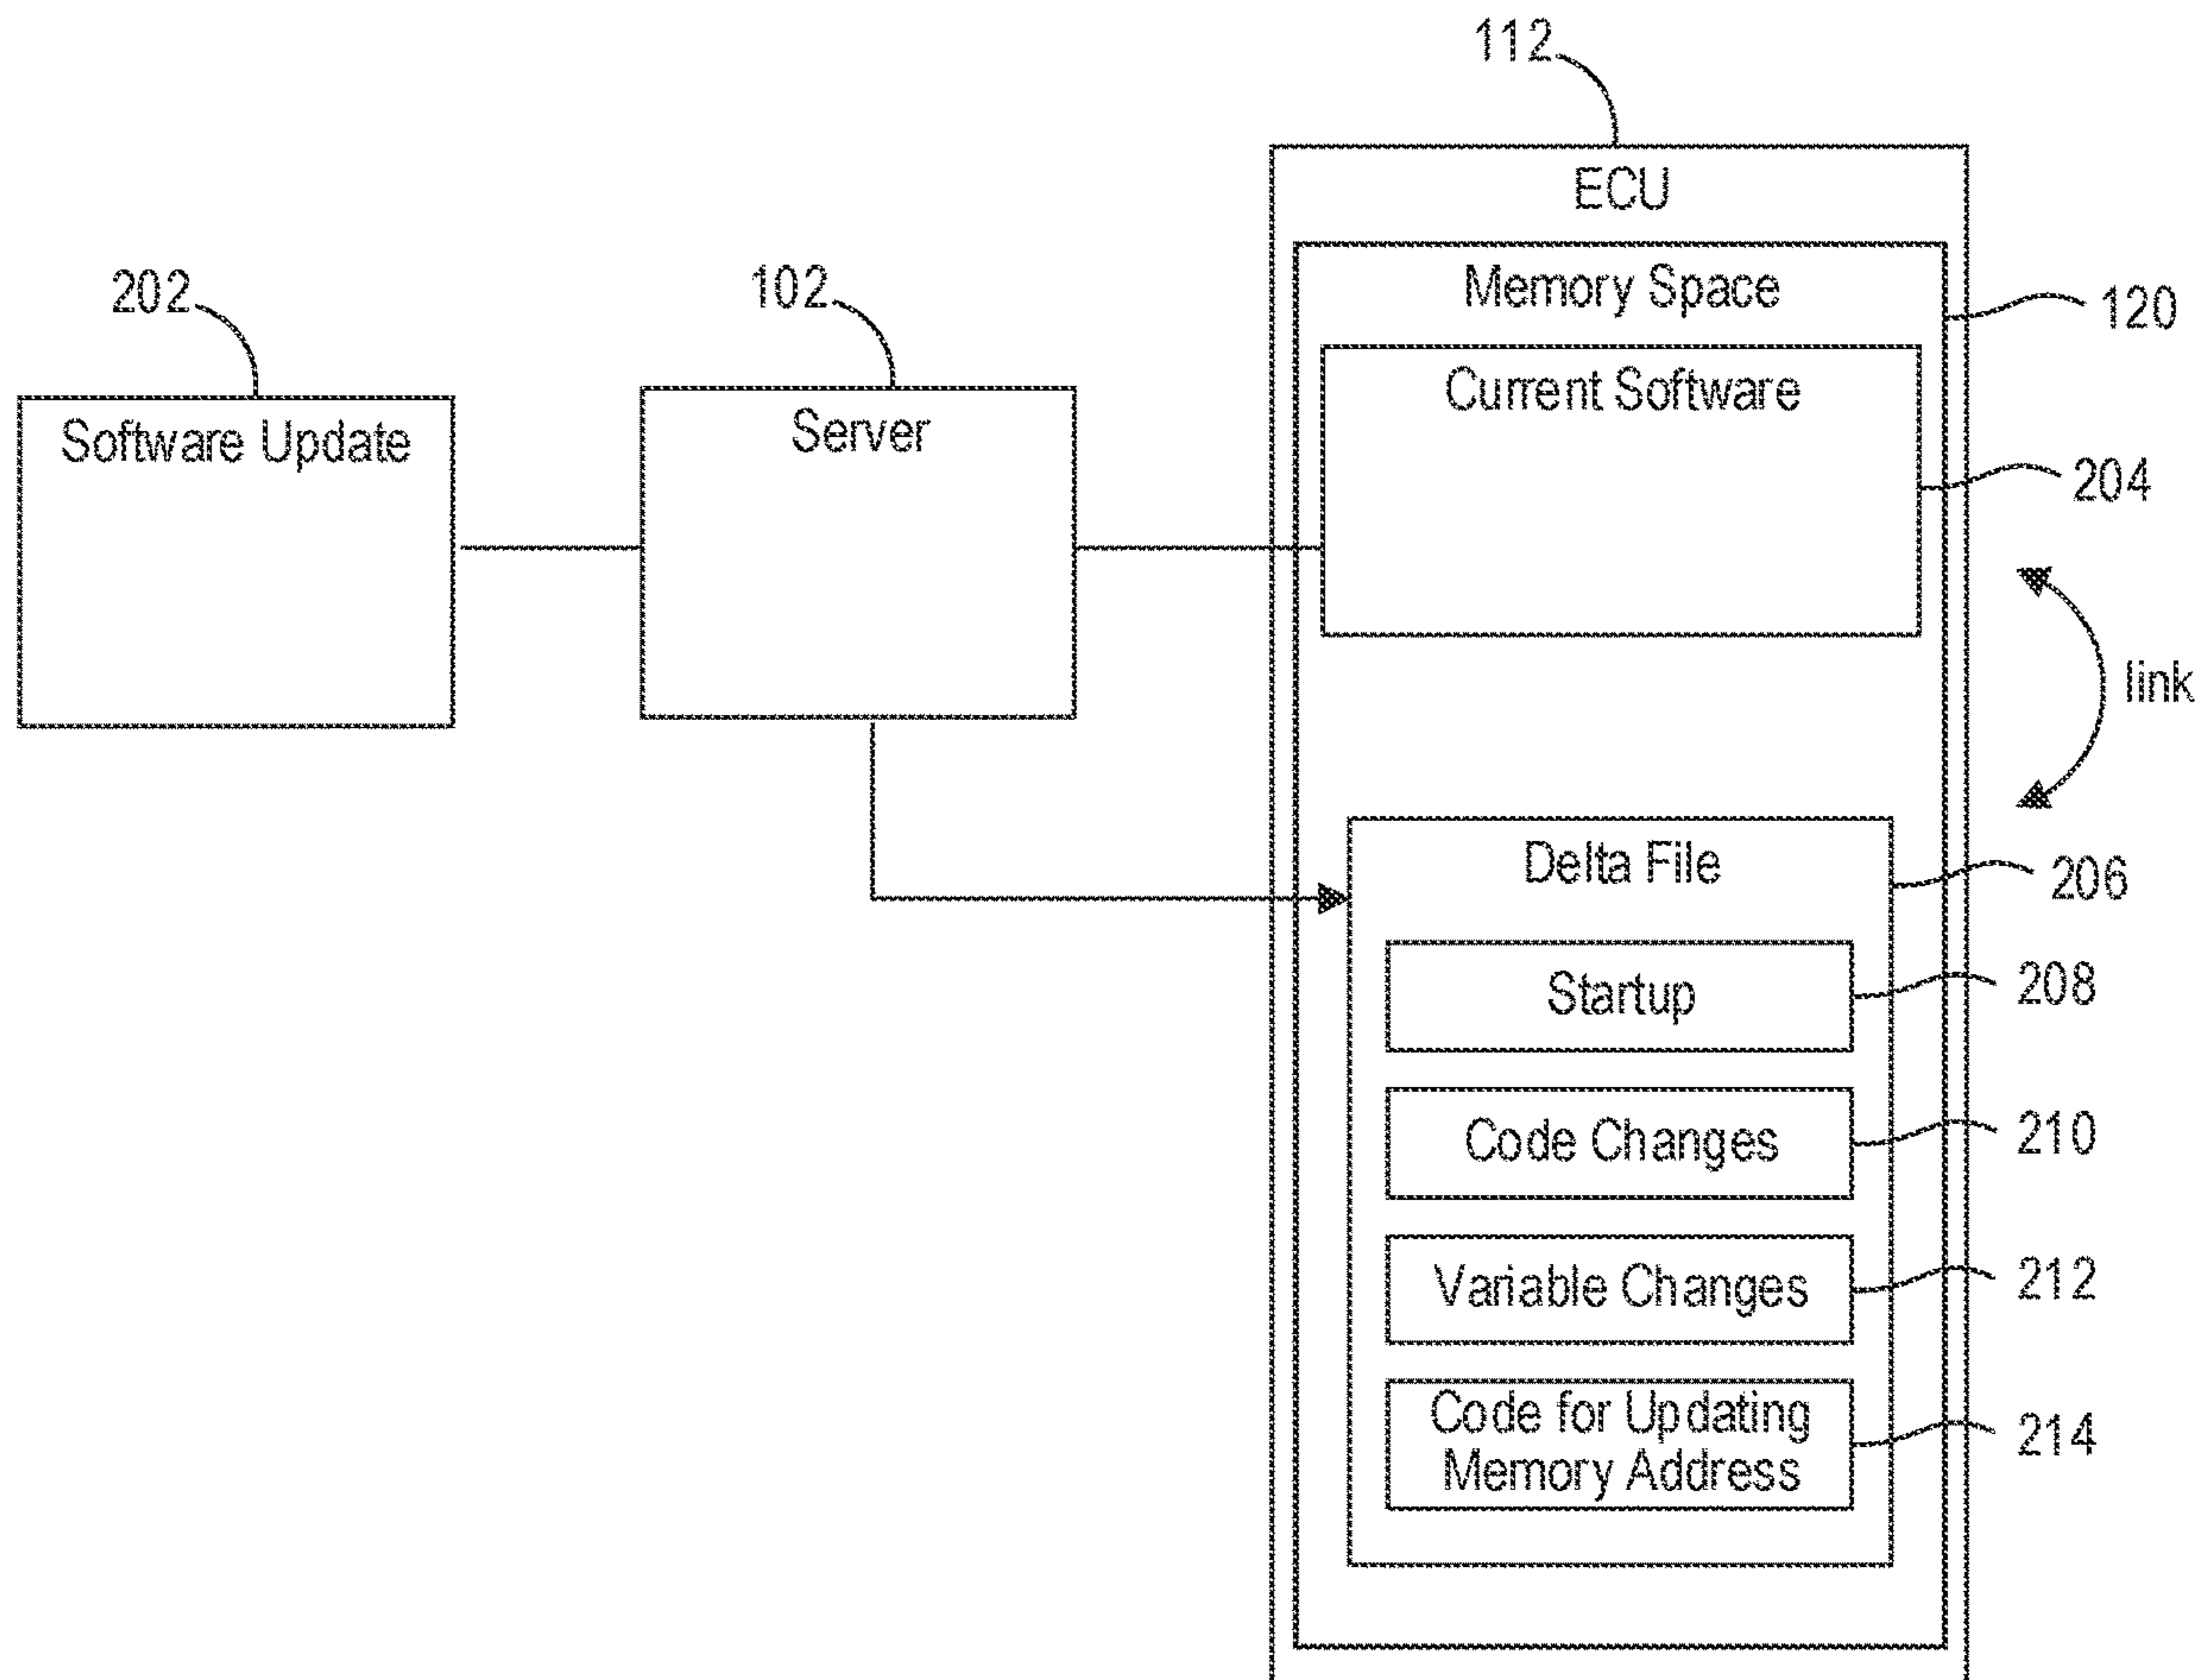 112
ECU
202
102
Memory Space
120
Software Update
Server
Current Software
204
link
Delta File
206
Startup
208
Code Changes
210
Variable Changes
212
Code for Updating
Memory Address
214